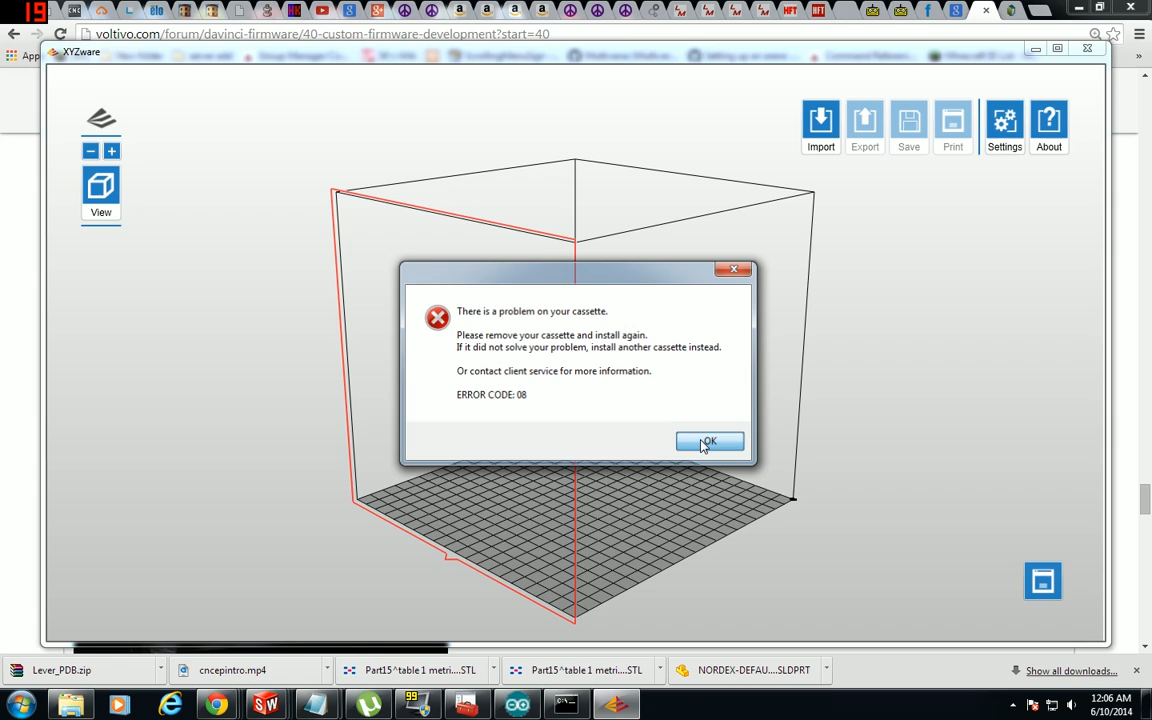 19
voltivo.com/forum/davinci-firmware/40-custom-firmware-development?start=40
App
XYZware
View
Import
Export
Save
Print
Settings
About
There is a problem on your cassette.
Please remove your cassette and install again.
If it did not solve your problem, install another cassette instead.
Or contact client service for more information.
ERROR CODE: 08
OK
Lever_PDB.zip
cncepintro.mp4
Part15^table 1 metri....STL
Part15^table 1 metri....STL
NORDEX-DEFAU....SLDPRT
Show all downloads...
99
12:06 AM
6/10/2014